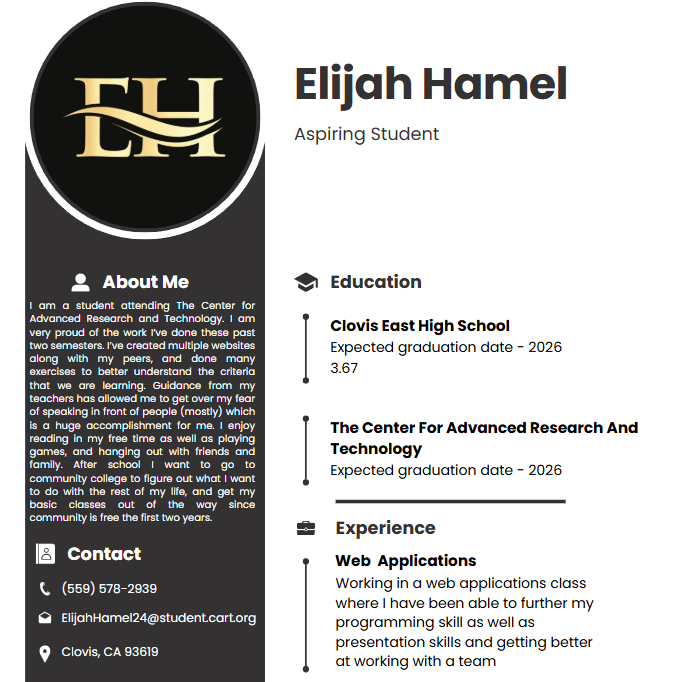 EH
Elijah Hamel
Aspiring Student
About Me
I am a student attending The Center for
Advanced Research and Technology. I am
very proud of the work I've done these past
two semesters. I've created multiple websites
along with my peers, and done many
exercises to better understand the criteria
that we are learning. Guidance from my
teachers has allowed me to get over my fear
of speaking in front of people (mostly) which
is a huge accomplishment for me. I enjoy
reading in my free time as well as playing
games, and hanging out with friends and
family. After school I want to go to
community college to figure out what I want
to do with the rest of my life, and get my
basic classes out of the way since
community is free the first two years.
Contact
(559) 578-2939
ElijahHamel24@student.cart.org
Clovis, CA 93619
Education
Clovis East High School
Expected graduation date - 2026
3.67
The Center For Advanced Research And
Technology
Expected graduation date - 2026
Experience
Web Applications
Working in a web applications class
where I have been able to further my
programming skill as well as
presentation skills and getting better
at working with a team